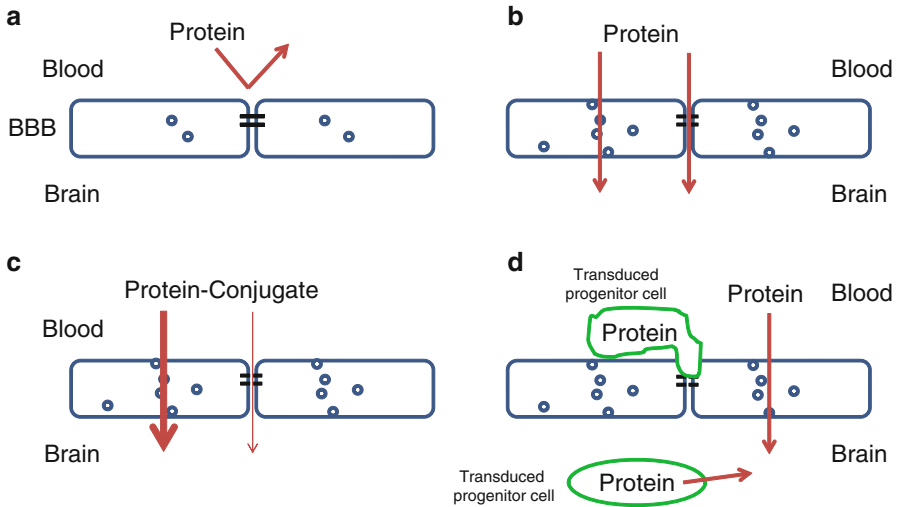 a
Protein
Blood
BBB
Brain
b
Protein
Blood
Brain
c
Protein-Conjugate
Blood
Brain
d
Transduced
progenitor cell
Protein
Protein
Blood
Brain
Transduced
progenitor cell
Protein